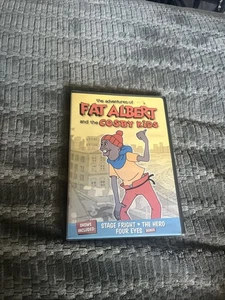 the adventures of
FAT ALBERT
and the COSBY KIDS
STAGE FRIGHT • THE HERO
FOUR EYES